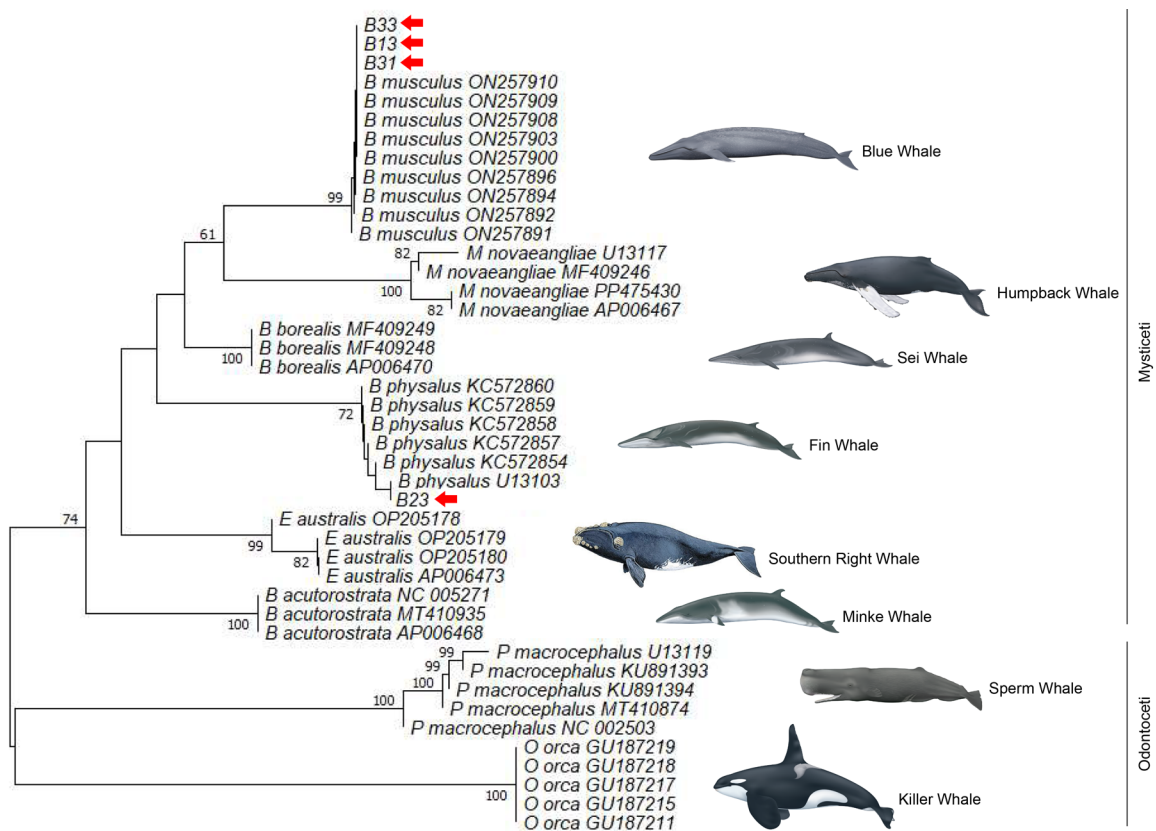 B33
B13
B31
B musculus ON257910
B musculus ON257909
B musculus ON257908
B musculus ON257903
B musculus ON257900
B musculus ON257896
B musculus ON257894
B musculus ON257892
B musculus ON257891
99
Blue Whale
61
82
M novaeangliae U13117
M novaeangliae MF409246
M novaeangliae PP475430
M novaeangliae AP006467
100
82
Humpback Whale
B borealis MF409249
B borealis MF409248
B borealis AP006470
100
Sei Whale
B physalus KC572860
B physalus KC572859
B physalus KC572858
B physalus KC572857
B physalus KC572854
B physalus U13103
B23
72
Fin Whale
74
E australis OP205178
E australis OP205179
E australis OP205180
E australis AP006473
99
82
Southern Right Whale
B acutorostrata NC 005271
B acutorostrata MT410935
B acutorostrata AP006468
100
Minke Whale
Mysticeti
P macrocephalus U13119
P macrocephalus KU891393
P macrocephalus KU891394
P macrocephalus MT410874
P macrocephalus NC 002503
99
99
100
100
Sperm Whale
O orca GU187219
O orca GU187218
O orca GU187217
O orca GU187215
O orca GU187211
100
Killer Whale
Odontoceti